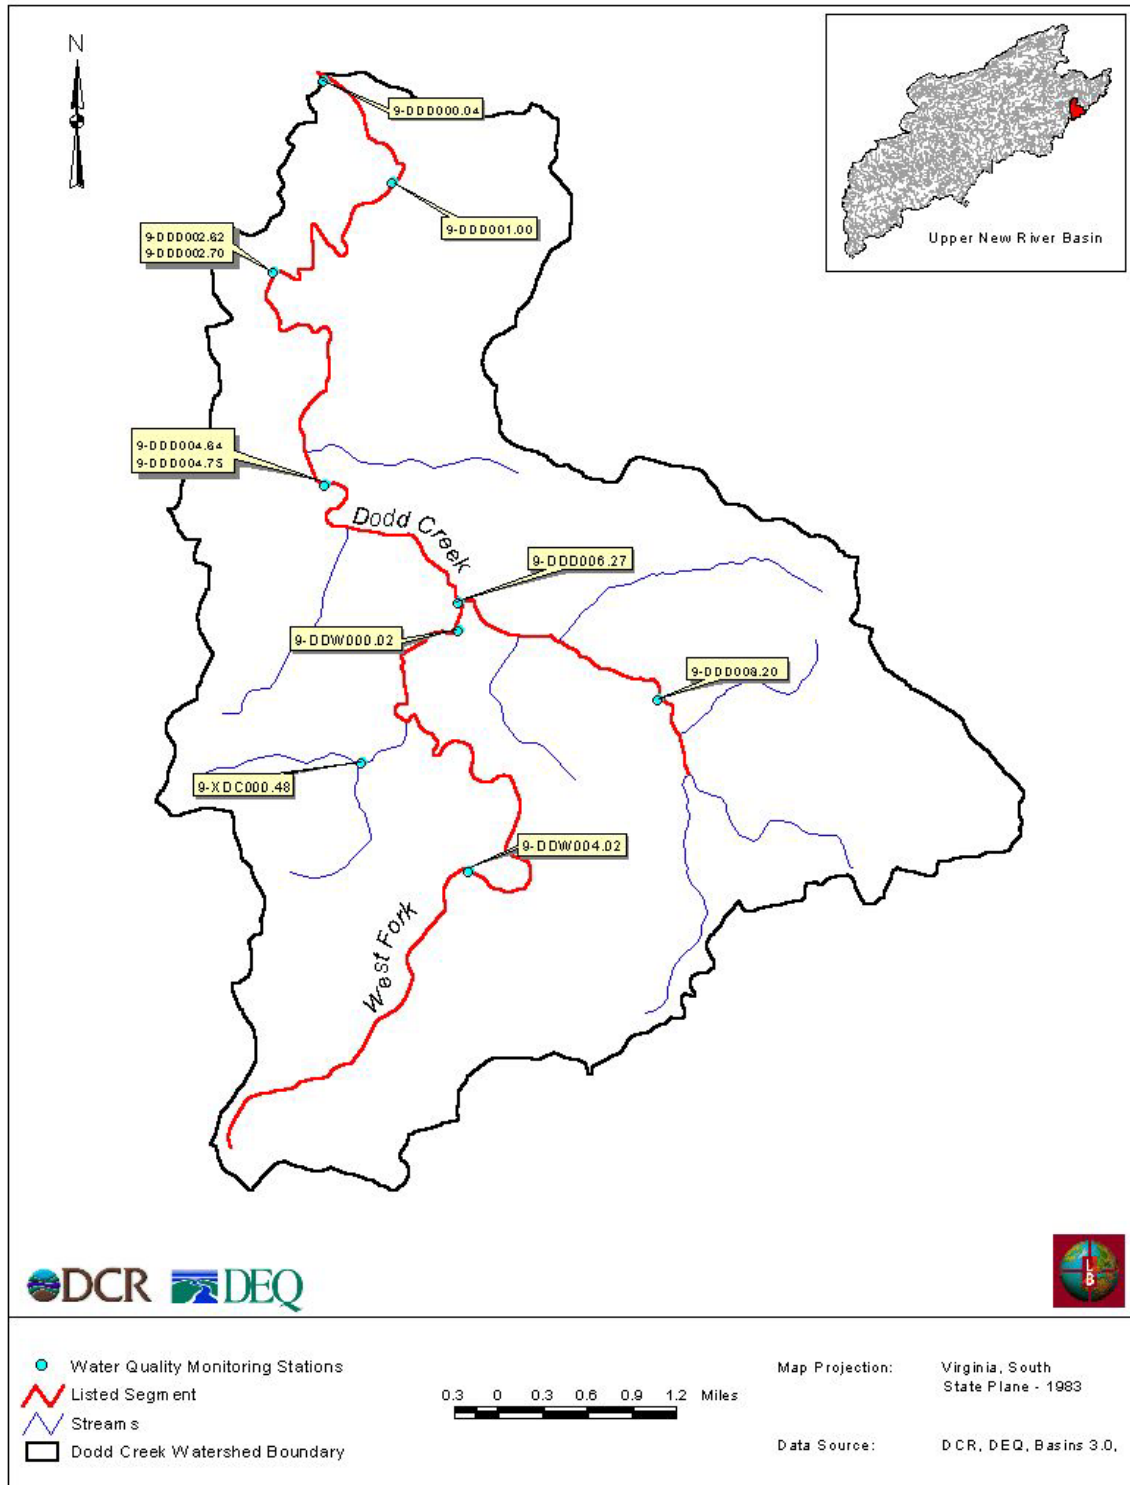 N
9-DDD000.04
9-DDD001.00
9-DDD002.62
9-DDD002.70
Upper New River Basin
9-DDD004.64
9-DDD004.75
Dodd Creek
9-DDD006.27
9-DDW000.02
9-DDD008.20
9-XDC000.48
9-DDW004.02
West Fork
DCR
DEQ
L
B
Water Quality Monitoring Stations
Listed Segment
Streams
Dodd Creek Watershed Boundary
0.3 0 0.3 0.6 0.9 1.2 Miles
Map Projection:
Virginia, South
State Plane - 1983
Data Source:
DCR, DEQ, Basins 3.0,